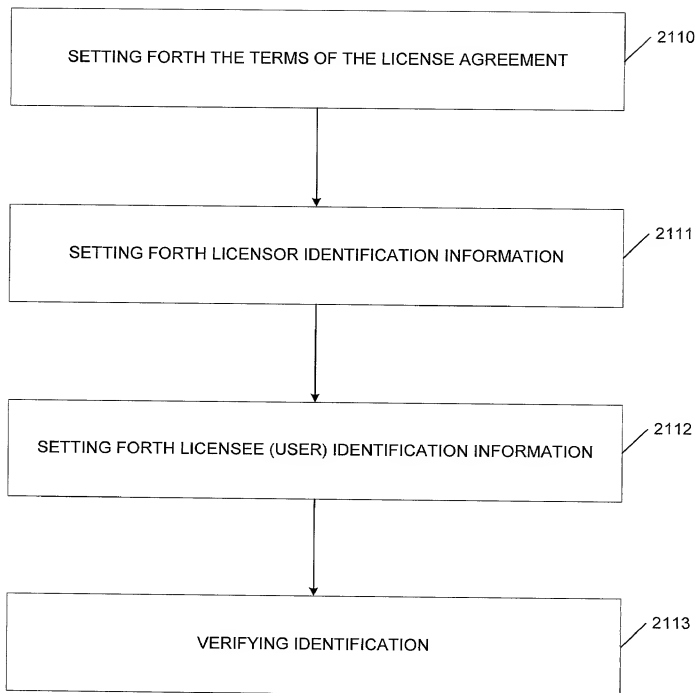 SETTING FORTH THE TERMS OF THE LICENSE AGREEMENT
2110
SETTING FORTH LICENSOR IDENTIFICATION INFORMATION
2111
SETTING FORTH LICENSEE (USER) IDENTIFICATION INFORMATION
2112
VERIFYING IDENTIFICATION
2113